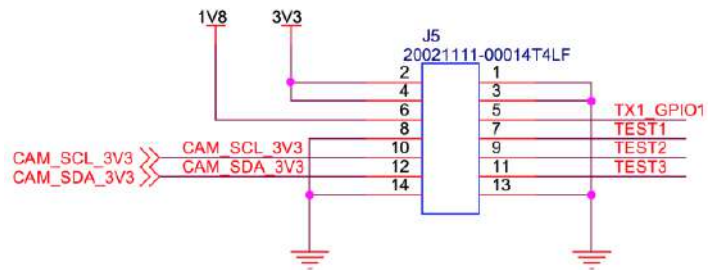 1V8 3V3
J5
20021111-00014T4LF
2 1
4 3
6 5 TX1_GPIO1
8 7 TEST1
CAM_SCL_3V3 CAM_SCL_3V3 10 9 TEST2
CAM_SDA_3V3 CAM_SDA_3V3 12 11 TEST3
14 13